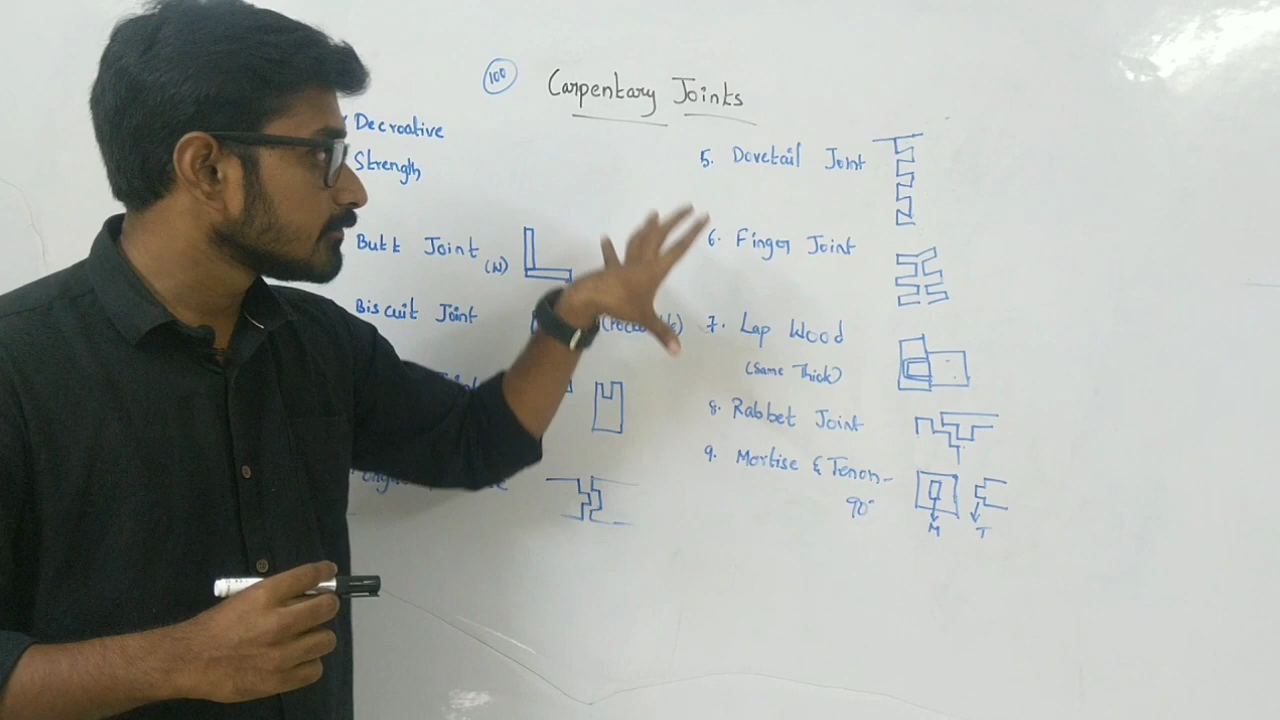 100
Carpentary Joints
Decroative
Strength
Butt Joint (W)
Biscuit Joint
5. Dovetail Joint
6. Finger Joint
7. Lap Wood
(Same Thick)
8. Rabbet Joint
9. Mortise & Tenon-
90°
M T